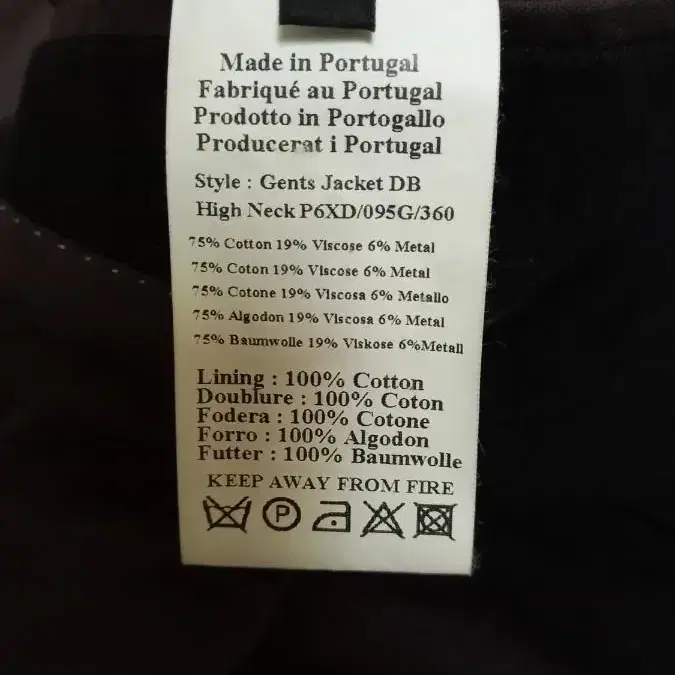 Made in Portugal
Fabriqué au Portugal
Prodotto in Portogallo
Producerat i Portugal
Style : Gents Jacket DB
High Neck P6XD/095G/360
75% Cotton 19% Viscose 6% Metal
75% Coton 19% Viscose 6% Metal
75% Cotone 19% Viscosa 6% Metallo
75% Algodon 19% Viscosa 6% Metal
75% Baumwolle 19% Viskose 6%Metall
Lining : 100% Cotton
Doublure : 100% Coton
Fodera : 100% Cotone
Forro : 100% Algodon
Futter : 100% Baumwolle
KEEP AWAY FROM FIRE
P